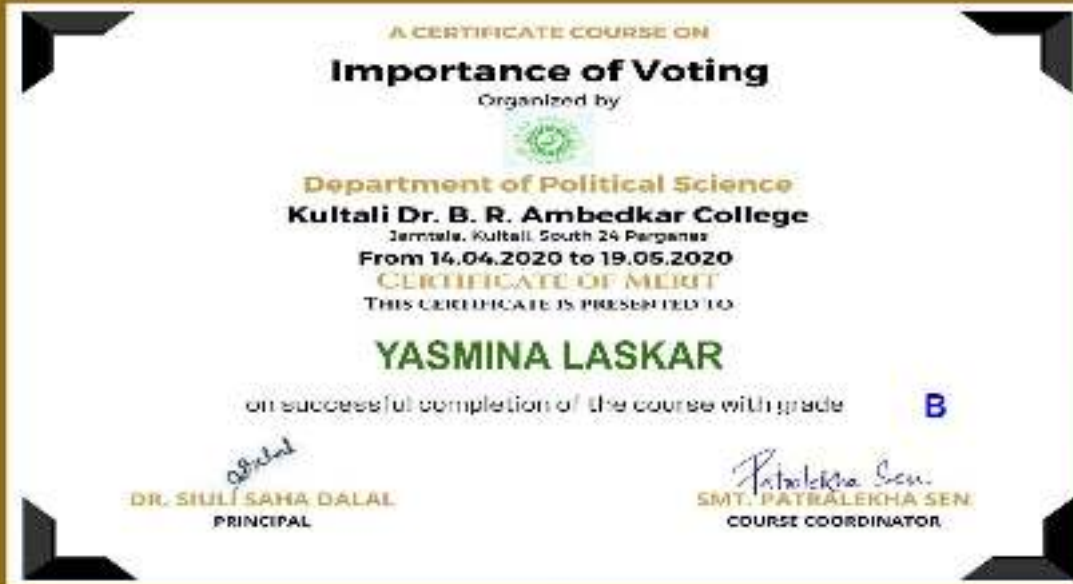 A CERTIFICATE COURSE ON
Importance of Voting
Organized by
Department of Political Science
Kultali Dr. B. R. Ambedkar College
Jamtala, Kultali, South 24 Parganas
From 14.04.2020 to 19.05.2020
CERTIFICATE OF MERIT
THIS CERTIFICATE IS PRESENTED TO
YASMINA LASKAR
on successful completion of the course with grade B
Patralekha Sen.
DR. SIULI SAHA DALAL
SMT. PATRALEKHA SEN
PRINCIPAL
COURSE COORDINATOR